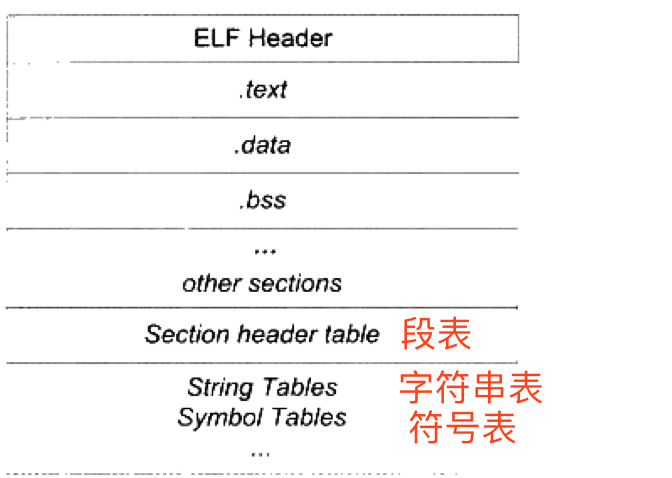 ELF Header
.text
.data
.bss
...
other sections
Section header table 段表
String Tables 字符串表
Symbol Tables 符号表
...